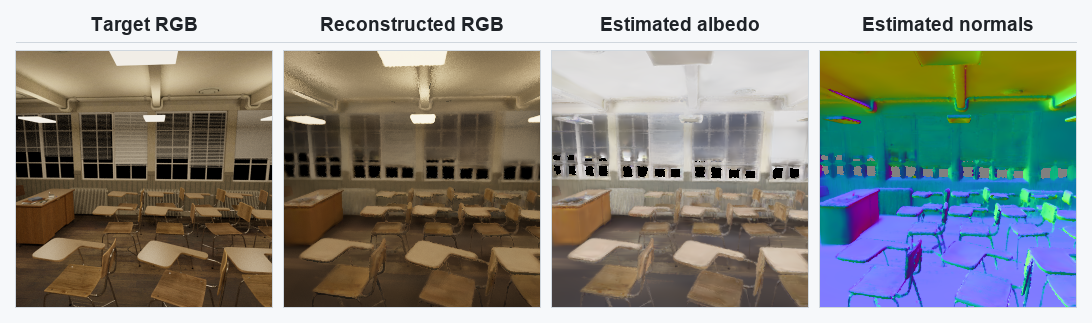 Target RGB
Reconstructed RGB
Estimated albedo
Estimated normals